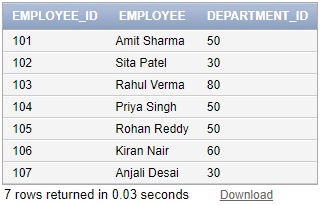 EMPLOYEE_ID EMPLOYEE DEPARTMENT_ID
101 Amit Sharma 50
102 Sita Patel 30
103 Rahul Verma 80
104 Priya Singh 50
105 Rohan Reddy 50
106 Kiran Nair 60
107 Anjali Desai 30
7 rows returned in 0.03 seconds Download